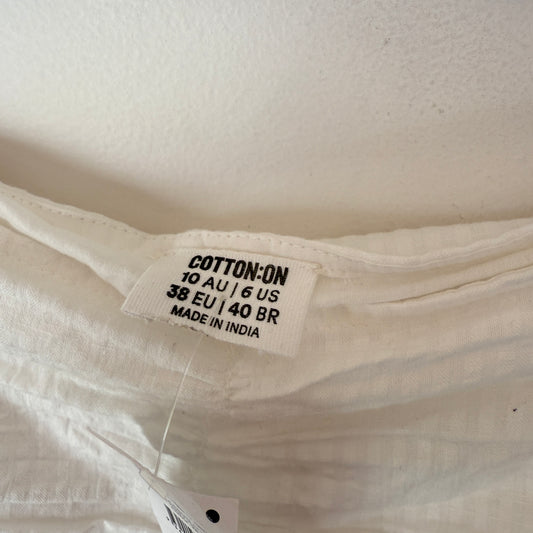 COTTON:ON
10 AU | 6 US
38 EU | 40 BR
MADE IN INDIA